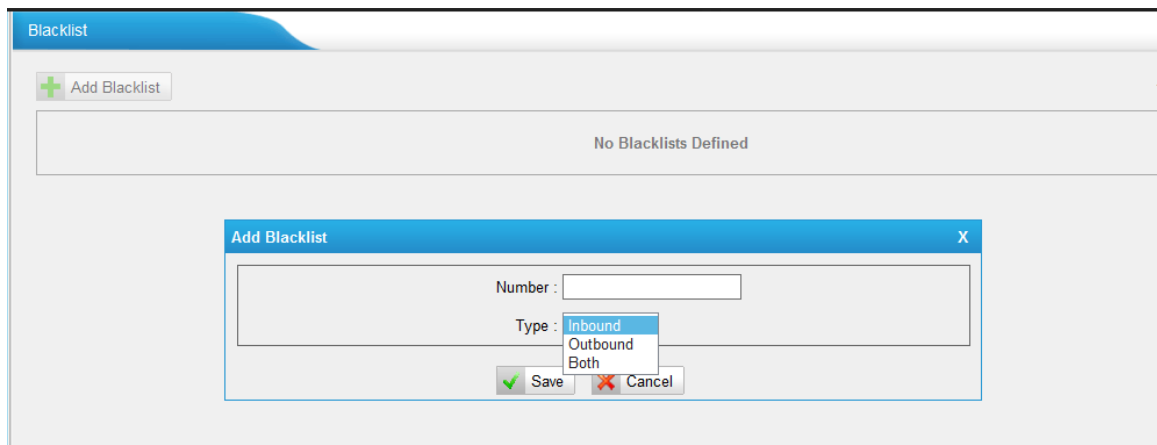 Blacklist
Add Blacklist
No Blacklists Defined
Add Blacklist X
Number :
Type : Inbound
Outbound
Both
Save Cancel